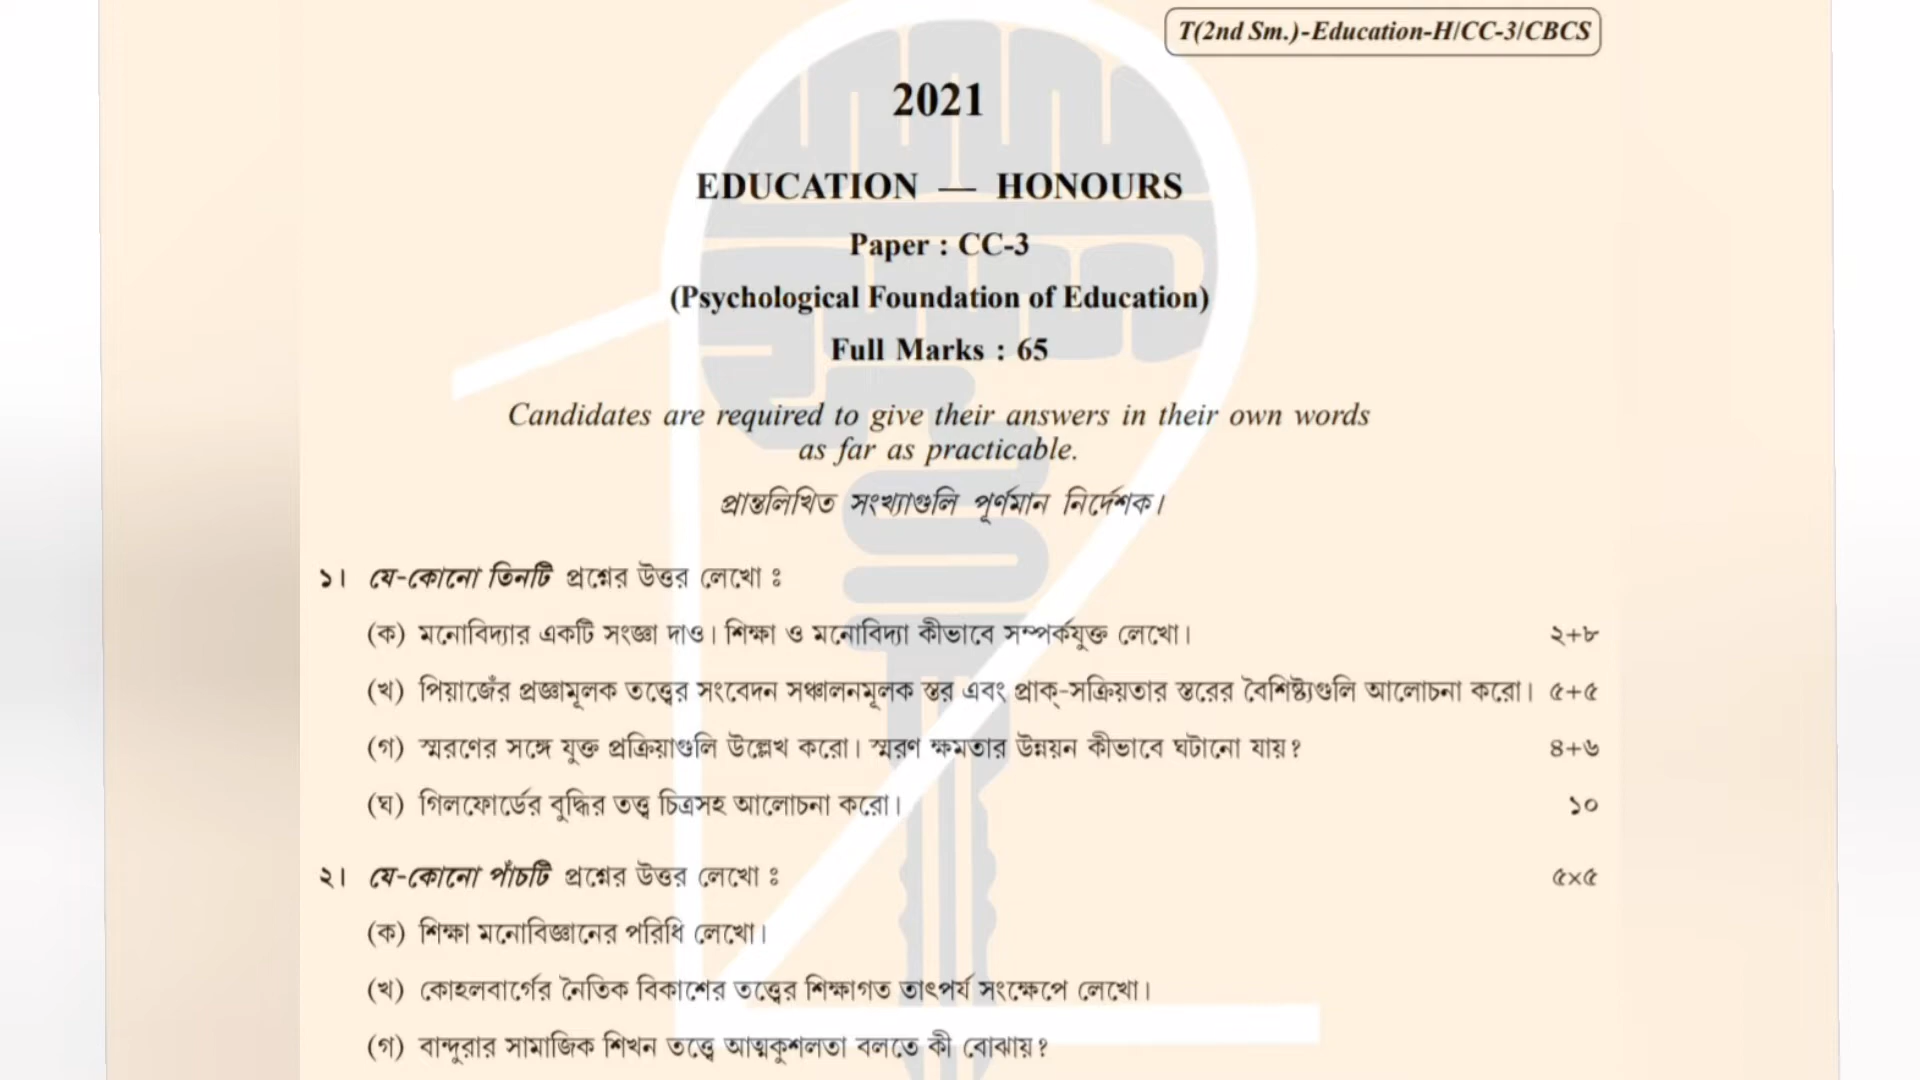 T(2nd Sm.)-Education-H/CC-3/CBCS
2021
EDUCATION — HONOURS
Paper : CC-3
(Psychological Foundation of Education)
Full Marks : 65
Candidates are required to give their answers in their own words
as far as practicable.
প্রান্তলিখিত সংখ্যাগুলি পূর্ণমান নির্দেশক।
১। যে-কোনো তিনটি প্রশ্নের উত্তর লেখো ঃ
(ক) মনোবিদ্যার একটি সংজ্ঞা দাও। শিক্ষা ও মনোবিদ্যা কীভাবে সম্পর্কযুক্ত লেখো। ২+৮
(খ) পিয়াজেঁর প্রজ্ঞামূলক তত্ত্বের সংবেদন সঞ্চালনমূলক স্তর এবং প্রাক্-সক্রিয়তার স্তরের বৈশিষ্ট্যগুলি আলোচনা করো। ৫+৫
(গ) স্মরণের সঙ্গে যুক্ত প্রক্রিয়াগুলি উল্লেখ করো। স্মরণ ক্ষমতার উন্নয়ন কীভাবে ঘটানো যায়? ৪+৬
(ঘ) গিলফোর্ডের বুদ্ধির তত্ত্ব চিত্রসহ আলোচনা করো। ১০
২। যে-কোনো পাঁচটি প্রশ্নের উত্তর লেখো ঃ ৫×৫
(ক) শিক্ষা মনোবিজ্ঞানের পরিধি লেখো।
(খ) কোহলবার্গের নৈতিক বিকাশের তত্ত্বের শিক্ষাগত তাৎপর্য সংক্ষেপে লেখো।
(গ) বান্দুরার সামাজিক শিখন তত্ত্বে আত্মকুশলতা বলতে কী বোঝায়?